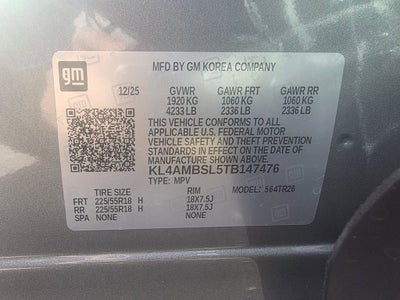 gm
MFD BY GM KOREA COMPANY
12/25 GVWR GAWR FRT GAWR RR
1920 KG 1060 KG 1060 KG
4233 LB 2336 LB 2336 LB
THIS VEHICLE CONFORMS TO ALL
APPLICABLE U.S. FEDERAL MOTOR
VEHICLE SAFETY AND THEFT PREVENTION
STANDARDS IN EFFECT ON THE DATE OF
MANUFACTURE SHOWN ABOVE.
KL4AMBSL5TB147476
TYPE: MPV
TIRE SIZE RIM 564TR26
FRT 225/55R18 H 18X7.5J
RR 225/55R18 H 18X7.5J
SPA NONE NONE